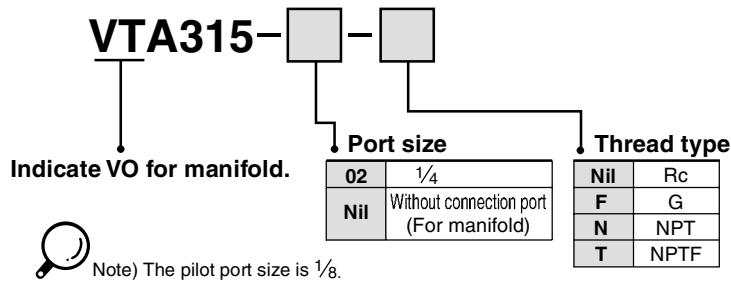 VTA315-□-□
Indicate VO for manifold.
Port size
02 1/4
Nil Without connection port
(For manifold)
Thread type
Nil Rc
F G
N NPT
T NPTF
Note) The pilot port size is 1/8.